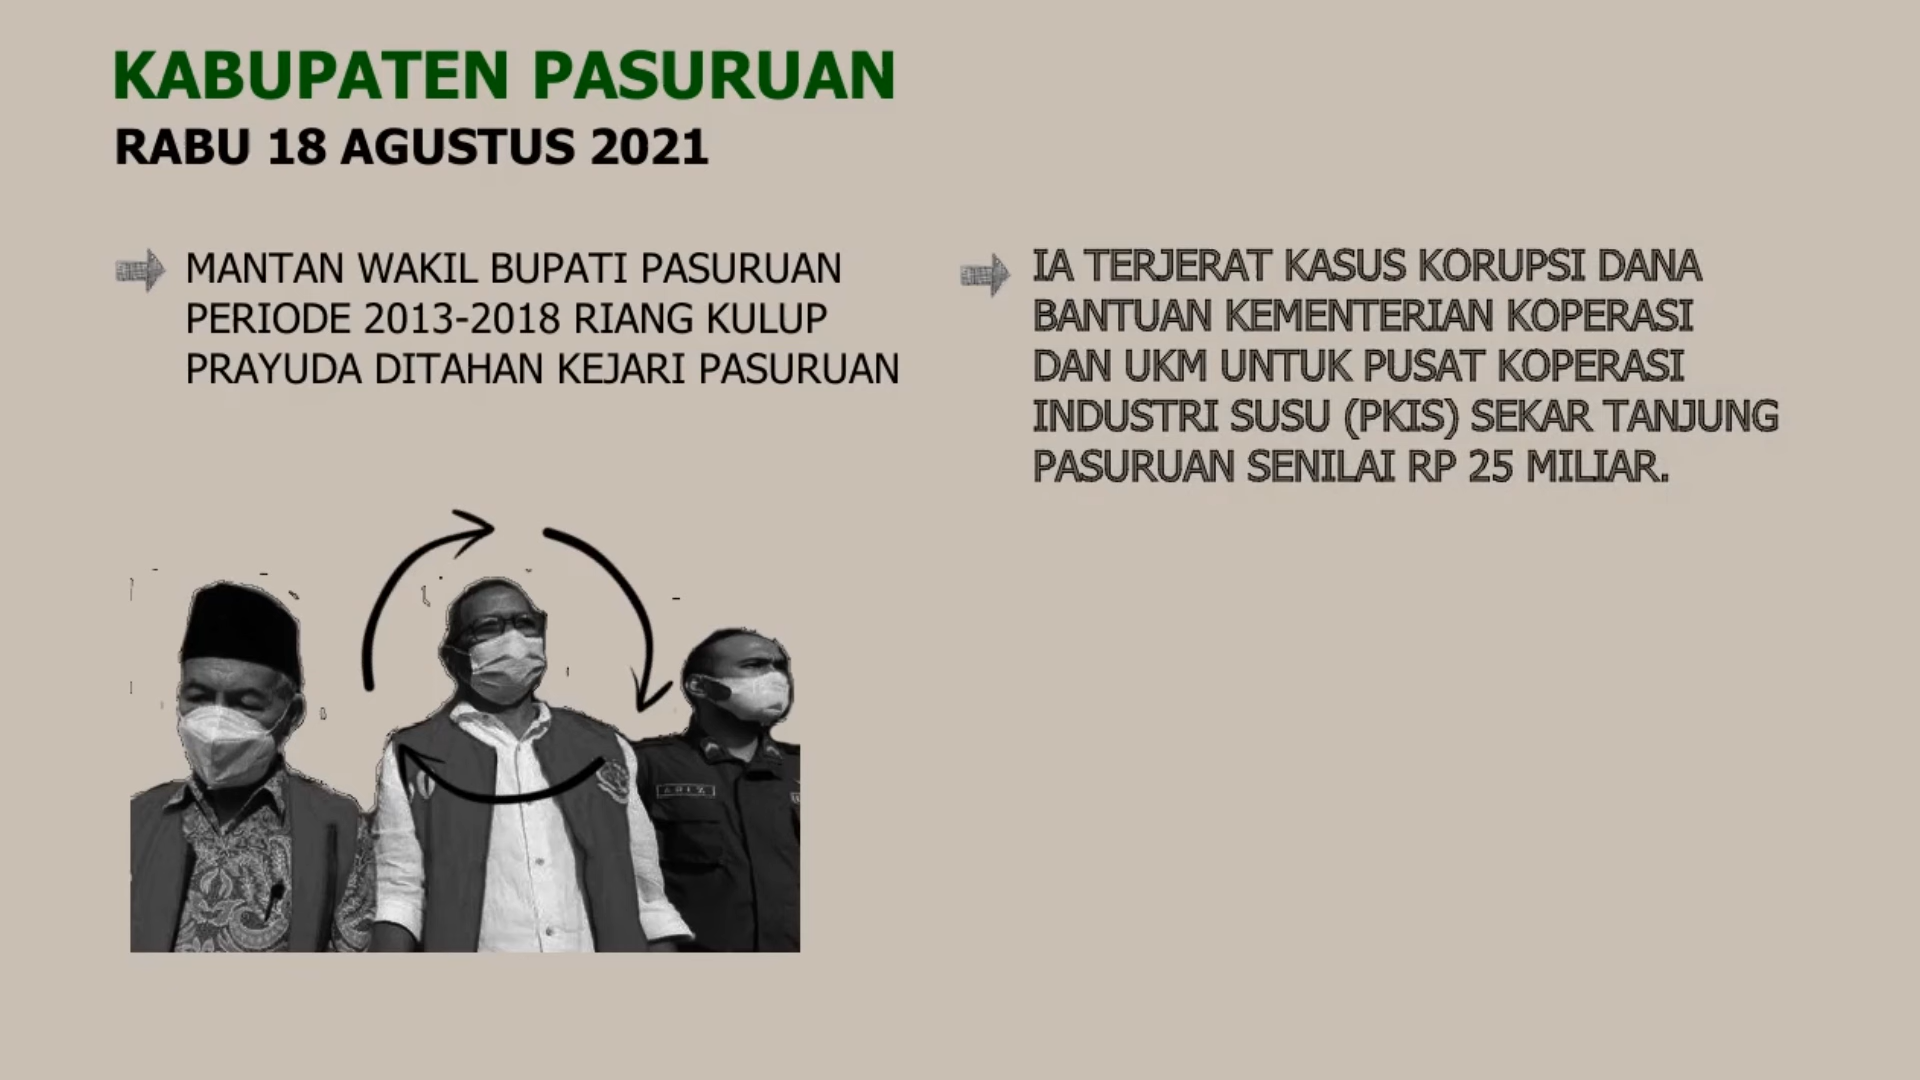 KABUPATEN PASURUAN
RABU 18 AGUSTUS 2021
MANTAN WAKIL BUPATI PASURUAN
PERIODE 2013-2018 RIANG KULUP
PRAYUDA DITAHAN KEJARI PASURUAN
IA TERJERAT KASUS KORUPSI DANA
BANTUAN KEMENTERIAN KOPERASI
DAN UKM UNTUK PUSAT KOPERASI
INDUSTRI SUSU (PKIS) SEKAR TANJUNG
PASURUAN SENILAI RP 25 MILIAR.